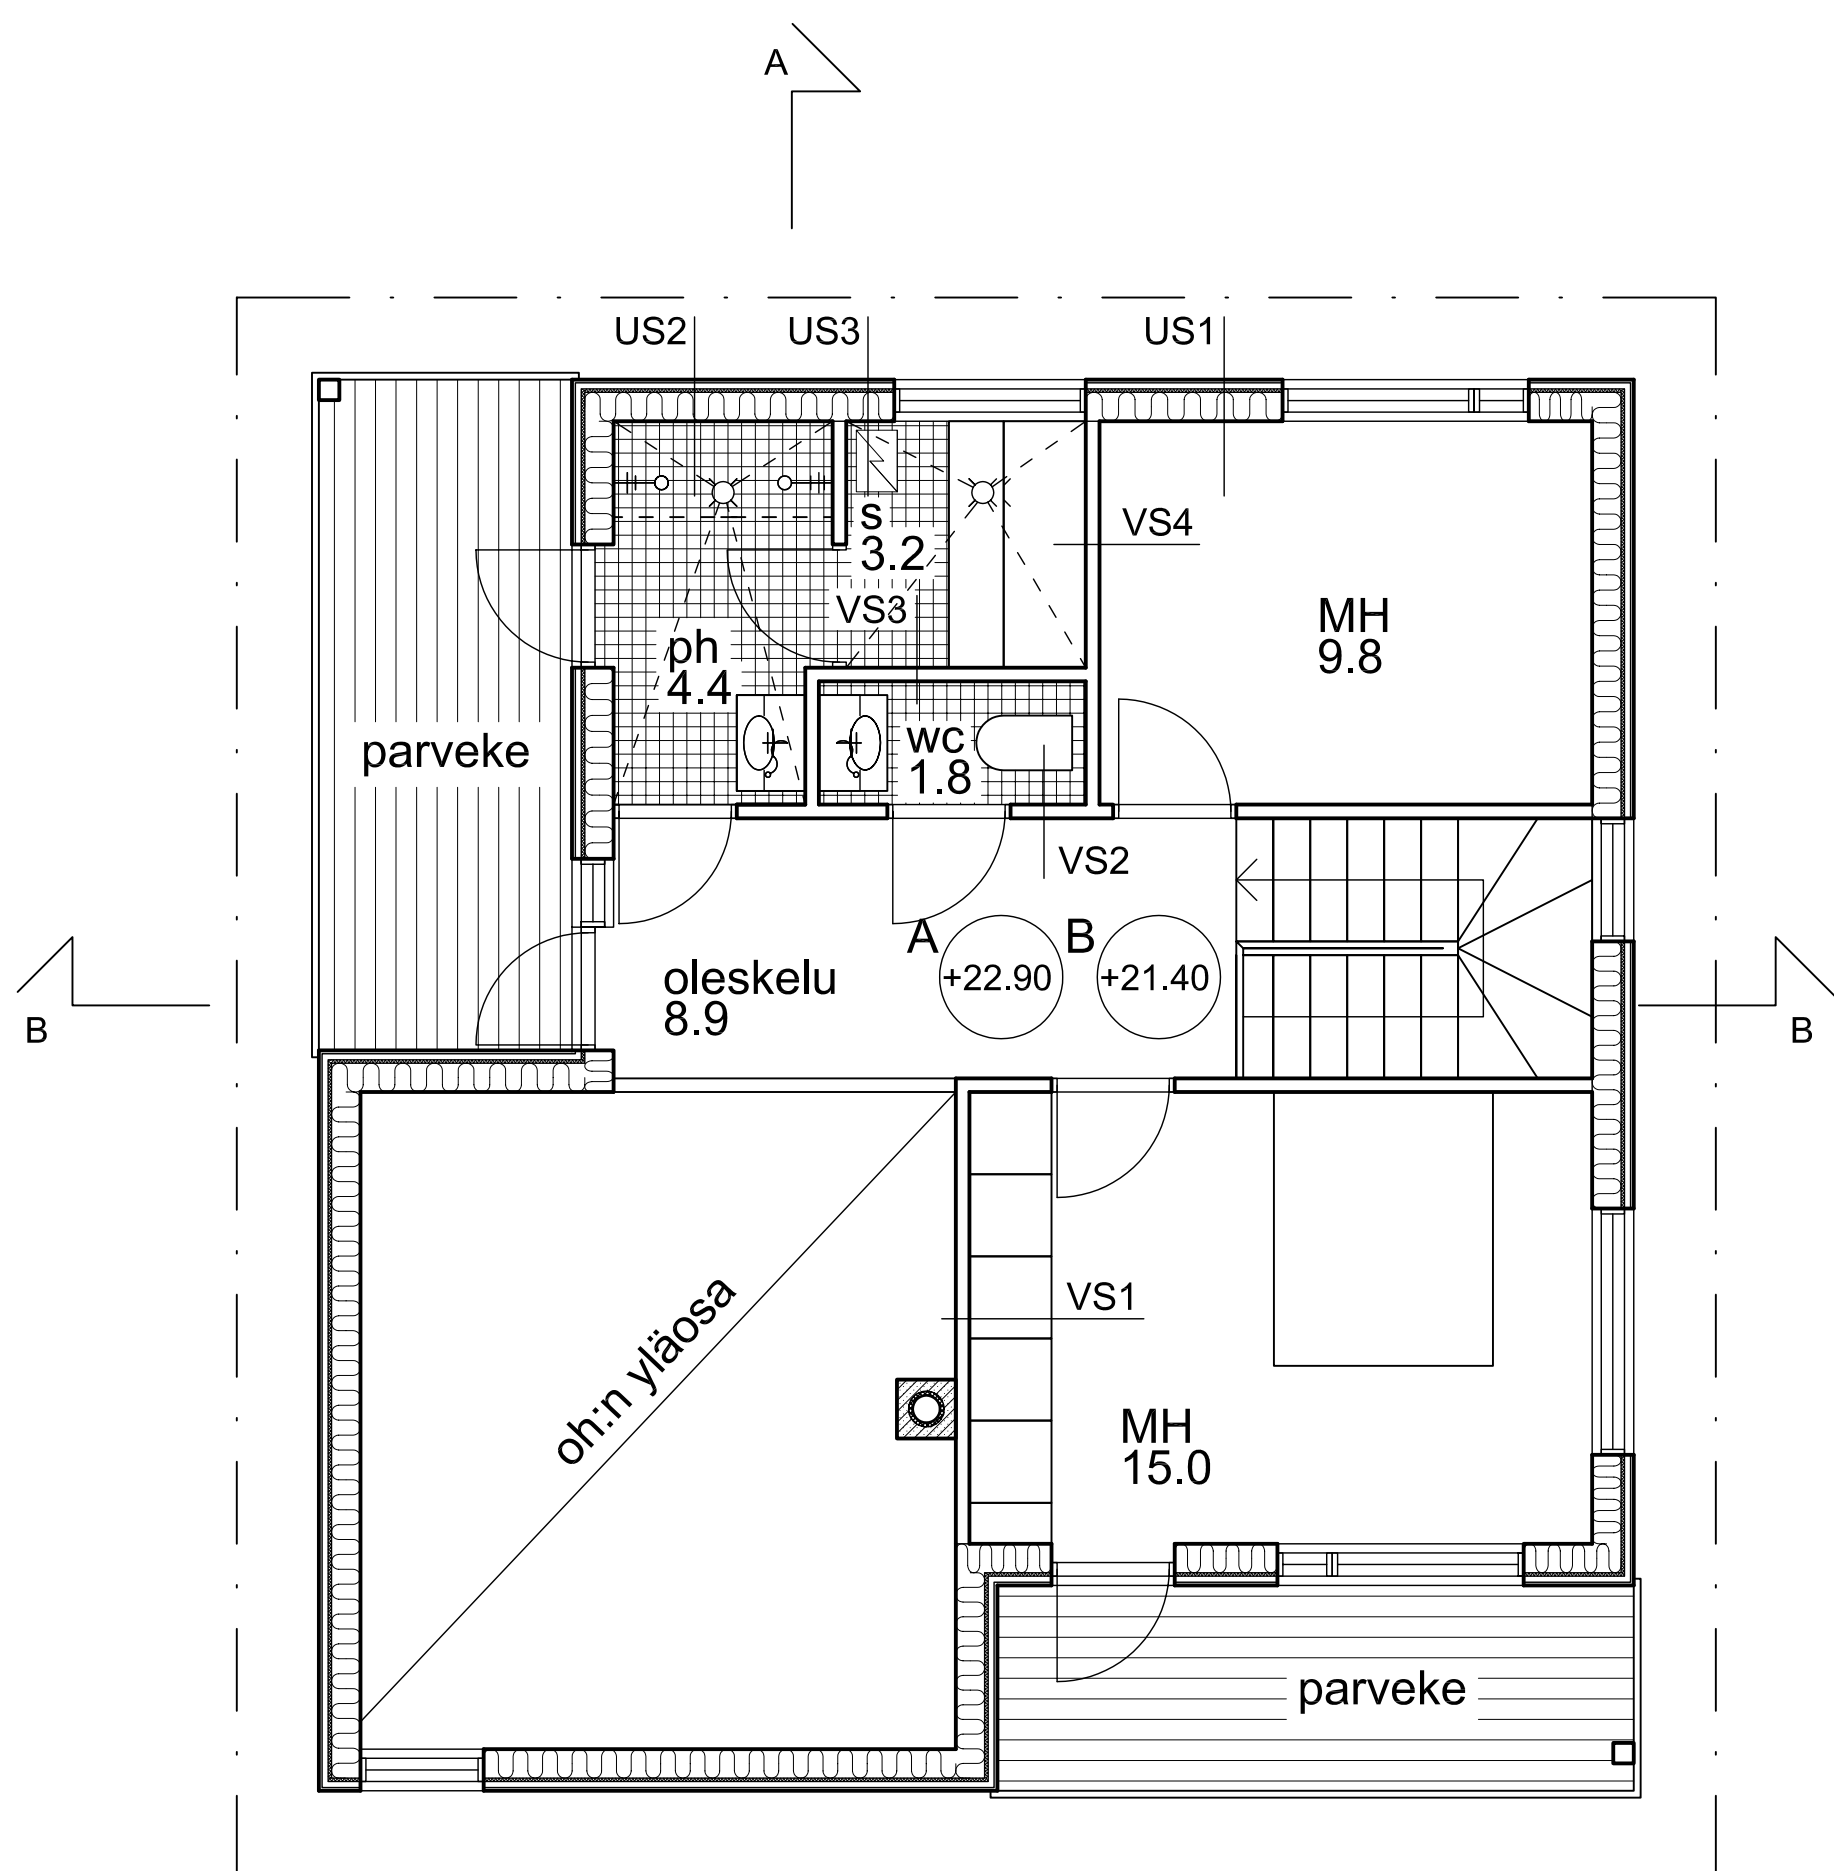 A
US2
US3
US1
s
3.2
VS4
VS3
MH
9.8
ph
4.4
parveke
wc
1.8
VS2
A
+22.90
B
+21.40
oleskelu
8.9
B
B
VS1
oh:n yläosa
MH
15.0
parveke